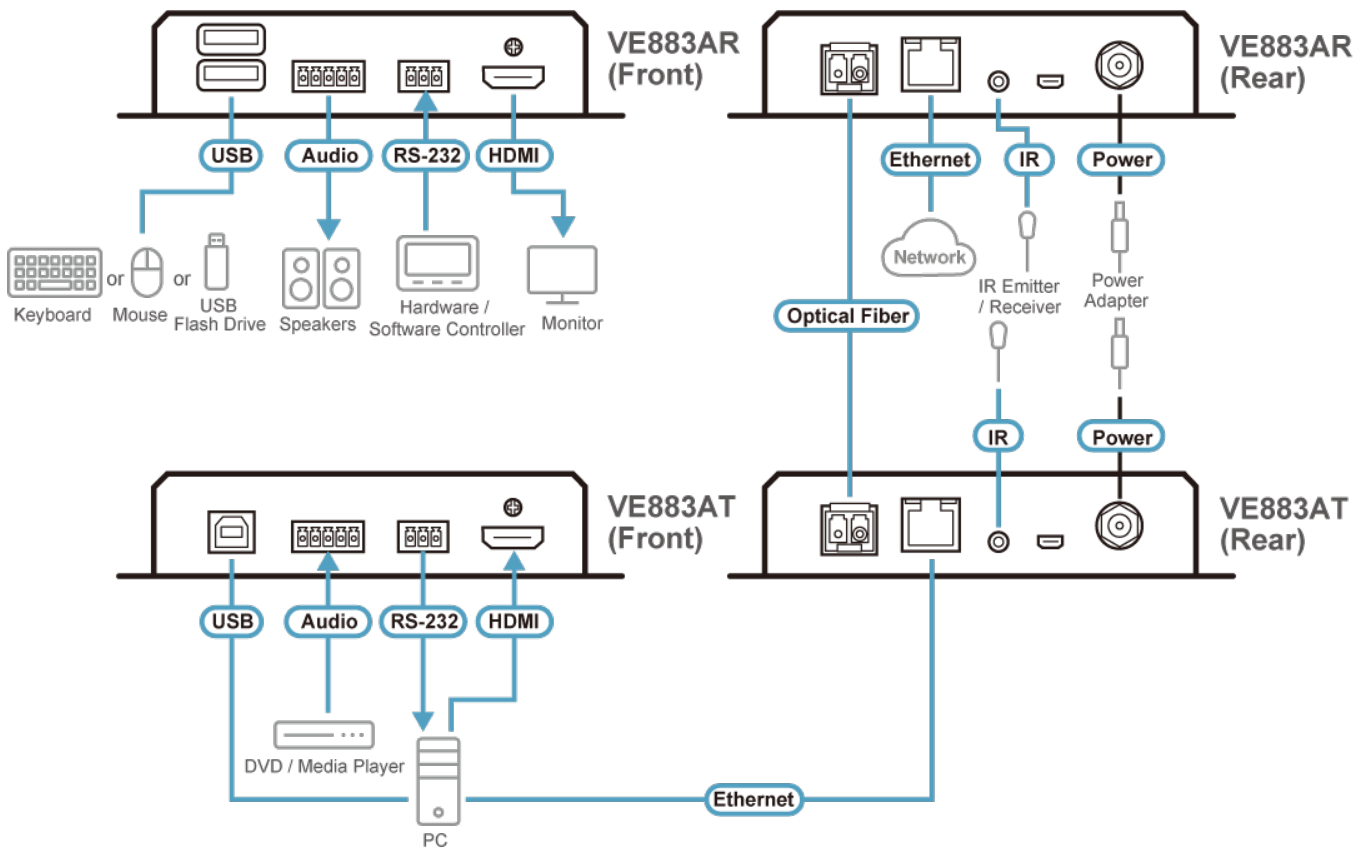 VE883AR
(Front)
USB
Audio
RS-232
HDMI
Keyboard
or
Mouse
or
USB
Flash Drive
Speakers
Hardware /
Software Controller
Monitor
VE883AR
(Rear)
Ethernet
IR
Power
Network
Optical Fiber
IR Emitter
/ Receiver
Power
Adapter
IR
Power
VE883AT
(Front)
USB
Audio
RS-232
HDMI
DVD / Media Player
PC
VE883AT
(Rear)
Ethernet